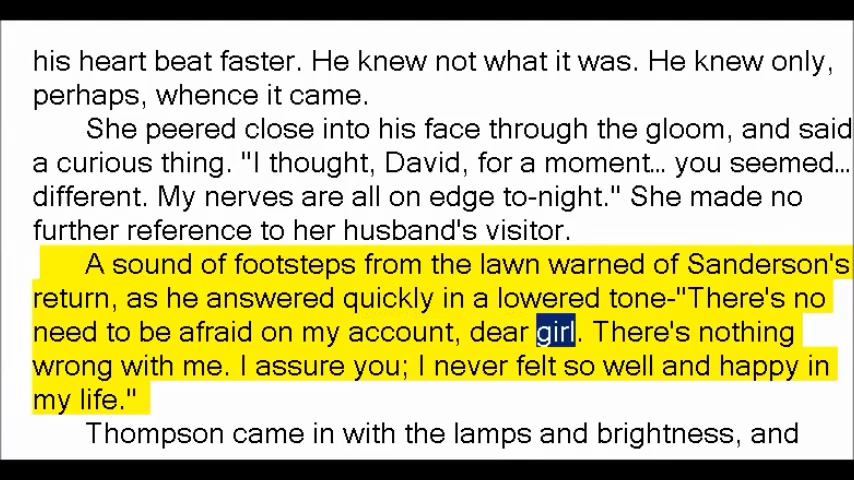 his heart beat faster. He knew not what it was. He knew only,
perhaps, whence it came.
She peered close into his face through the gloom, and said
a curious thing. "I thought, David, for a moment... you seemed...
different. My nerves are all on edge to-night." She made no
further reference to her husband's visitor.
A sound of footsteps from the lawn warned of Sanderson's
return, as he answered quickly in a lowered tone-"There's no
need to be afraid on my account, dear girl. There's nothing
wrong with me. I assure you; I never felt so well and happy in
my life."
Thompson came in with the lamps and brightness, and